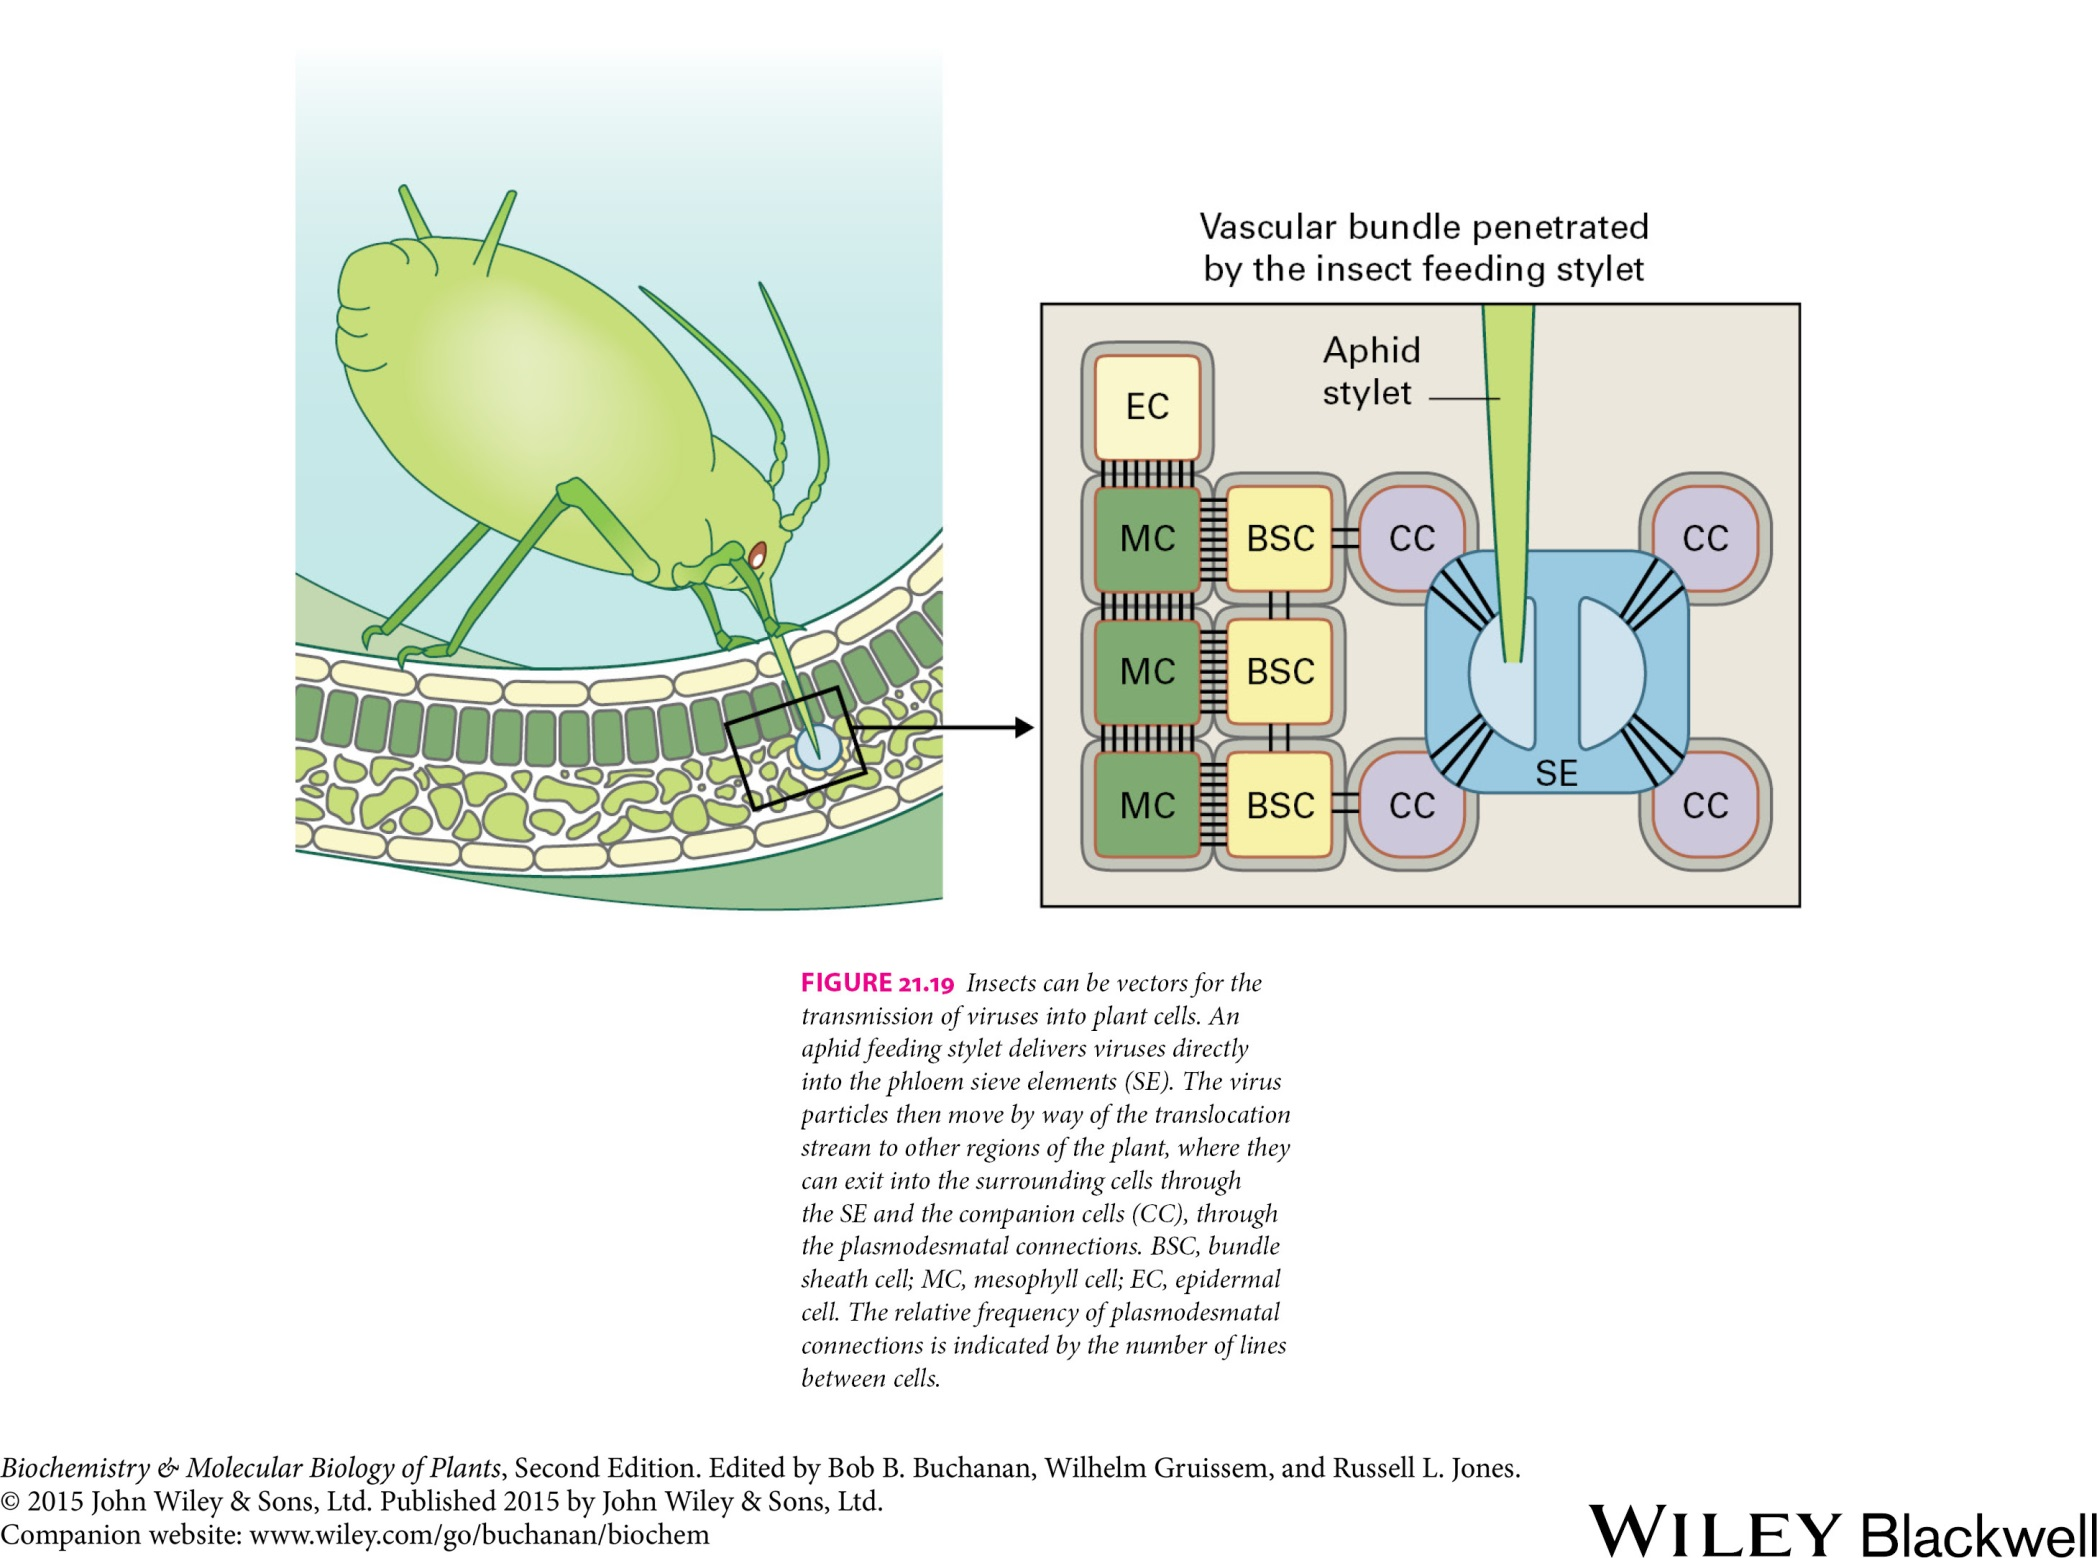 Vascular bundle penetrated
by the insect feeding stylet
Aphid
stylet
EC
MC BSC CC CC
MC BSC
SE
MC BSC CC CC
FIGURE 21.19 Insects can be vectors for the
transmission of viruses into plant cells. An
aphid feeding stylet delivers viruses directly
into the phloem sieve elements (SE). The virus
particles then move by way of the translocation
stream to other regions of the plant, where they
can exit into the surrounding cells through
the SE and the companion cells (CC), through
the plasmodesmatal connections. BSC, bundle
sheath cell; MC, mesophyll cell; EC, epidermal
cell. The relative frequency of plasmodesmatal
connections is indicated by the number of lines
between cells.
Biochemistry & Molecular Biology of Plants, Second Edition. Edited by Bob B. Buchanan, Wilhelm Gruissem, and Russell L. Jones.
© 2015 John Wiley & Sons, Ltd. Published 2015 by John Wiley & Sons, Ltd.
Companion website: www.wiley.com/go/buchanan/biochem
WILEY Blackwell